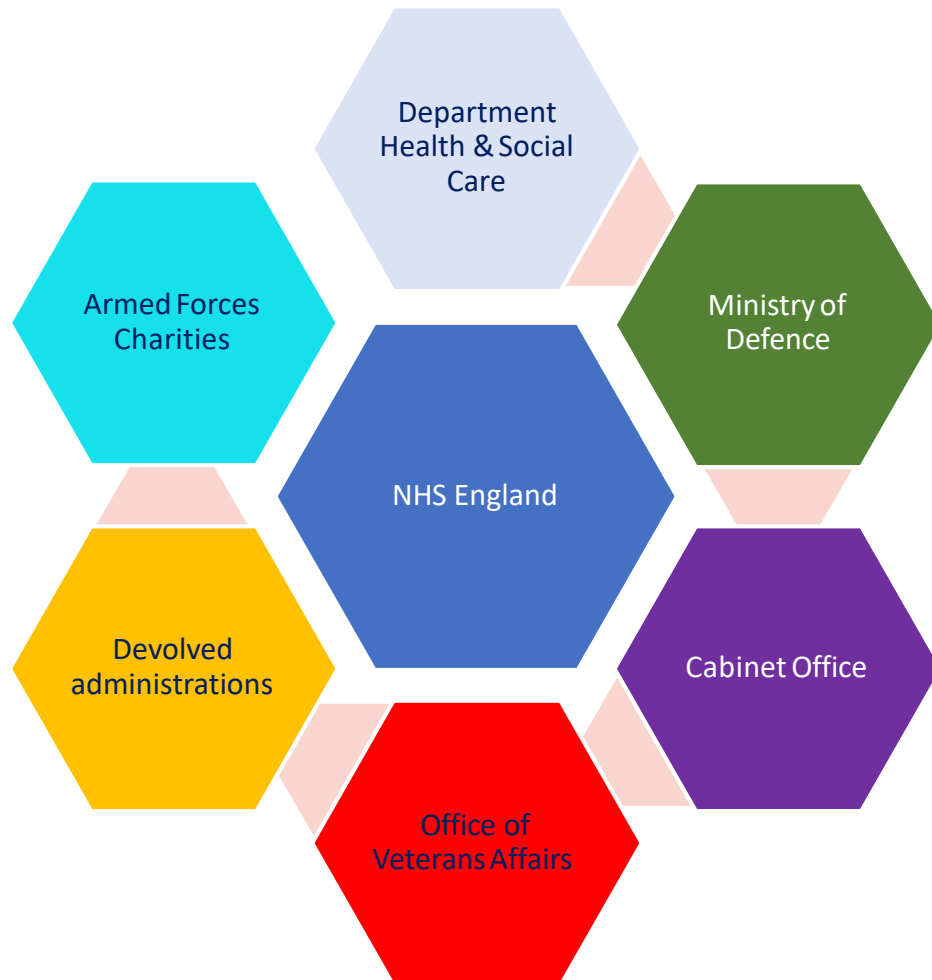 Department
Health & Social
Care
Armed Forces
Charities
Ministry of
Defence
NHS England
Devolved
administrations
Cabinet Office
Office of
Veterans Affairs